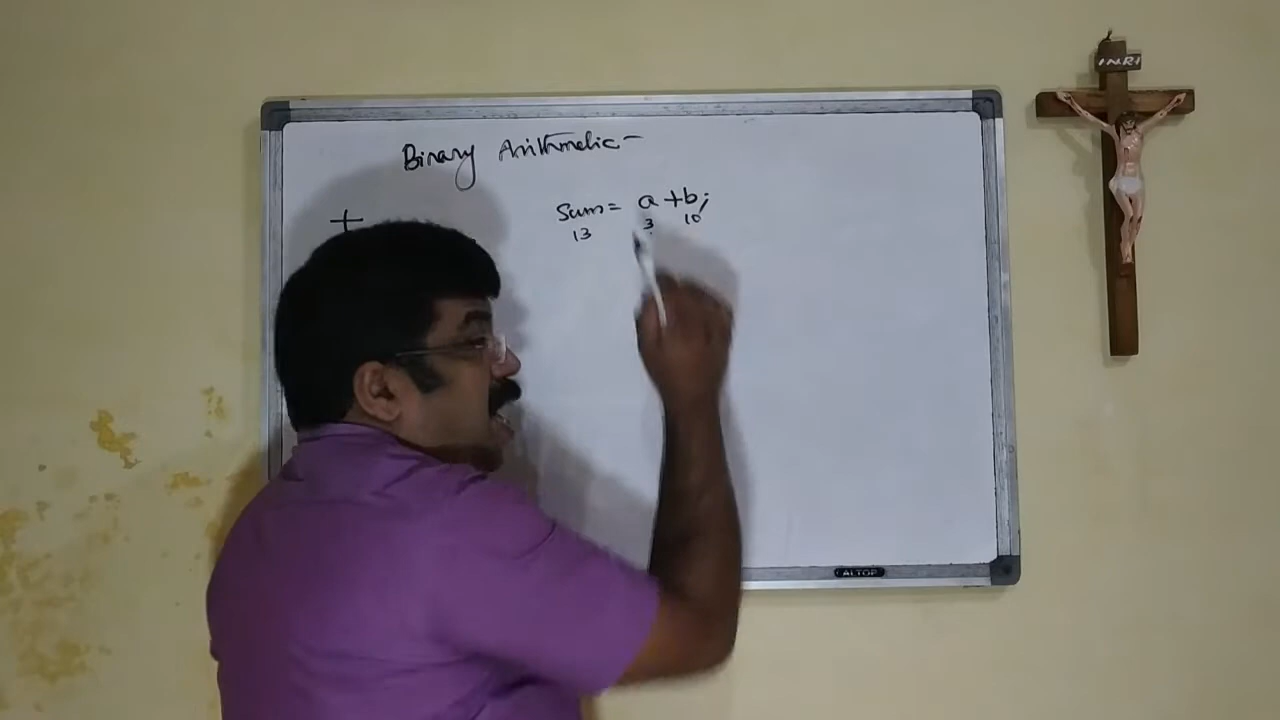 INRI
Binary Arithmetic -
+
Sum = a + b;
13 3 10
ALTOP